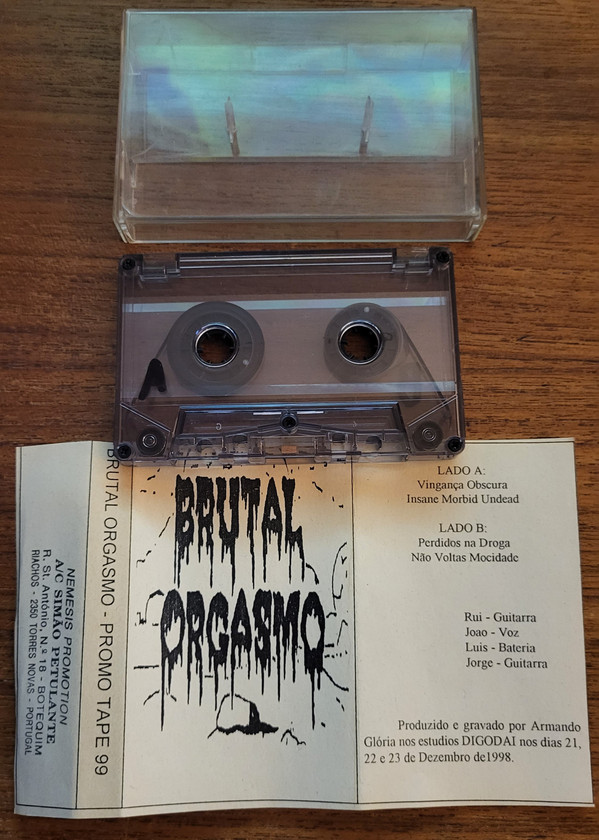 A
BRUTAL
ORGASMO
BRUTAL ORGASMO - PROMO TAPE 99
NEMESIS PROMOTION
A/C SIMÃO PETULANTE
R. St. António, N.º 18 - BOTEQUIM
RIACHOS - 2350 TORRES NOVAS - PORTUGAL
LADO A:
Vingança Obscura
Insane Morbid Undead
LADO B:
Perdidos na Droga
Não Voltas Mocidade
Rui - Guitarra
Joao - Voz
Luis - Bateria
Jorge - Guitarra
Produzido e gravado por Armando
Glória nos estudios DIGODAI nos dias 21,
22 e 23 de Dezembro de1998.